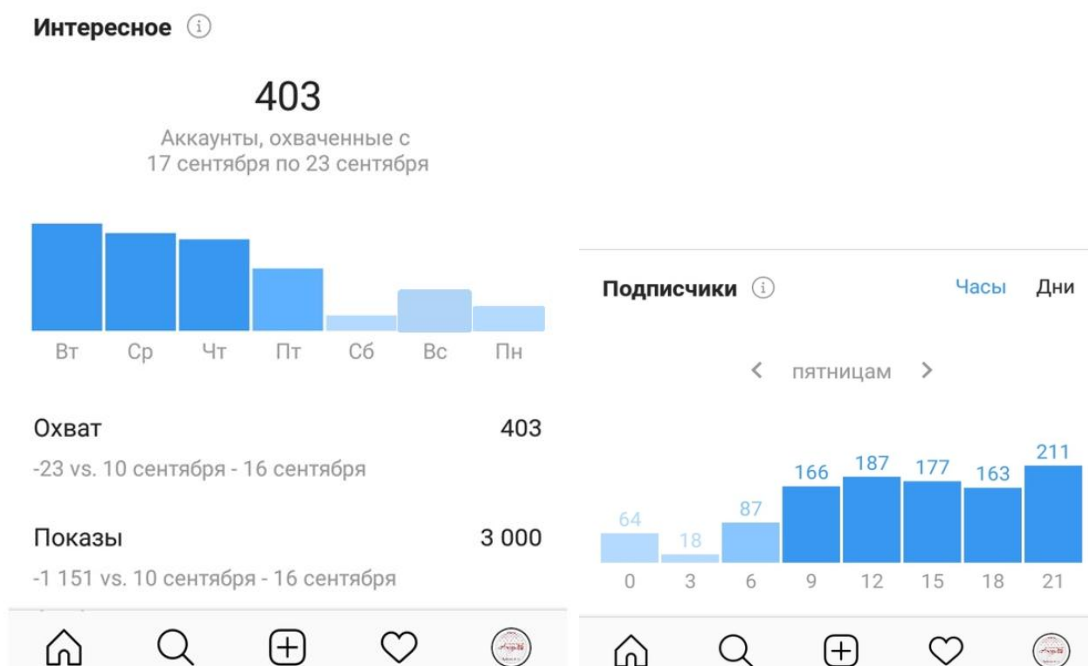 Интересное
403
Аккаунты, охваченные с
17 сентября по 23 сентября
Вт Ср Чт Пт Сб Вс Пн
Охват 403
-23 vs. 10 сентября - 16 сентября
Показы 3 000
-1 151 vs. 10 сентября - 16 сентября
Подписчики Часы Дни
пятницам
64 18 87 166 187 177 163 211
0 3 6 9 12 15 18 21